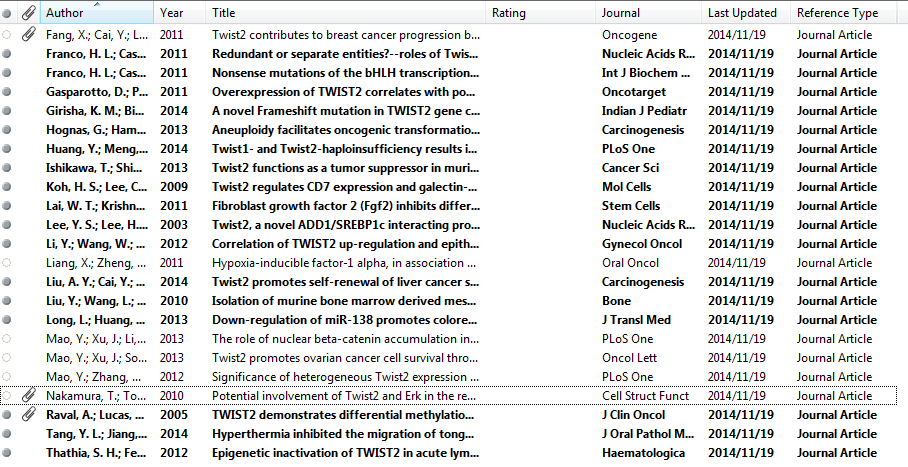 Author Year Title Rating Journal Last Updated Reference Type
Fang, X.; Cai, Y.; L... 2011 Twist2 contributes to breast cancer progression b... Oncogene 2014/11/19 Journal Article
Franco, H. L.; Cas... 2011 Redundant or separate entities?--roles of Twis... Nucleic Acids R... 2014/11/19 Journal Article
Franco, H. L.; Cas... 2011 Nonsense mutations of the bHLH transcription... Int J Biochem ... 2014/11/19 Journal Article
Gasparotto, D.; P... 2011 Overexpression of TWIST2 correlates with po... Oncotarget 2014/11/19 Journal Article
Girisha, K. M.; Bi... 2014 A novel Frameshift mutation in TWIST2 gene c... Indian J Pediatr 2014/11/19 Journal Article
Hognas, G.; Ham... 2013 Aneuploidy facilitates oncogenic transformatio... Carcinogenesis 2014/11/19 Journal Article
Huang, Y.; Meng,... 2014 Twist1- and Twist2-haploinsufficiency results i... PLoS One 2014/11/19 Journal Article
Ishikawa, T.; Shi... 2013 Twist2 functions as a tumor suppressor in muri... Cancer Sci 2014/11/19 Journal Article
Koh, H. S.; Lee, C... 2009 Twist2 regulates CD7 expression and galectin-... Mol Cells 2014/11/19 Journal Article
Lai, W. T.; Krishn... 2011 Fibroblast growth factor 2 (Fgf2) inhibits differ... Stem Cells 2014/11/19 Journal Article
Lee, Y. S.; Lee, H.... 2003 Twist2, a novel ADD1/SREBP1c interacting pro... Nucleic Acids R... 2014/11/19 Journal Article
Li, Y.; Wang, W.; ... 2012 Correlation of TWIST2 up-regulation and epith... Gynecol Oncol 2014/11/19 Journal Article
Liang, X.; Zheng, ... 2011 Hypoxia-inducible factor-1 alpha, in association ... Oral Oncol 2014/11/19 Journal Article
Liu, A. Y.; Cai, Y.;... 2014 Twist2 promotes self-renewal of liver cancer s... Carcinogenesis 2014/11/19 Journal Article
Liu, Y.; Wang, L.; ... 2010 Isolation of murine bone marrow derived mes... Bone 2014/11/19 Journal Article
Long, L.; Huang, ... 2013 Down-regulation of miR-138 promotes colore... J Transl Med 2014/11/19 Journal Article
Mao, Y.; Xu, J.; Li,... 2013 The role of nuclear beta-catenin accumulation in... PLoS One 2014/11/19 Journal Article
Mao, Y.; Xu, J.; So... 2013 Twist2 promotes ovarian cancer cell survival thro... Oncol Lett 2014/11/19 Journal Article
Mao, Y.; Zhang, ... 2012 Significance of heterogeneous Twist2 expression ... PLoS One 2014/11/19 Journal Article
Nakamura, T.; To... 2010 Potential involvement of Twist2 and Erk in the re... Cell Struct Funct 2014/11/19 Journal Article
Raval, A.; Lucas, ... 2005 TWIST2 demonstrates differential methylatio... J Clin Oncol 2014/11/19 Journal Article
Tang, Y. L.; Jiang,... 2014 Hyperthermia inhibited the migration of tong... J Oral Pathol M... 2014/11/19 Journal Article
Thathia, S. H.; Fe... 2012 Epigenetic inactivation of TWIST2 in acute lym... Haematologica 2014/11/19 Journal Article